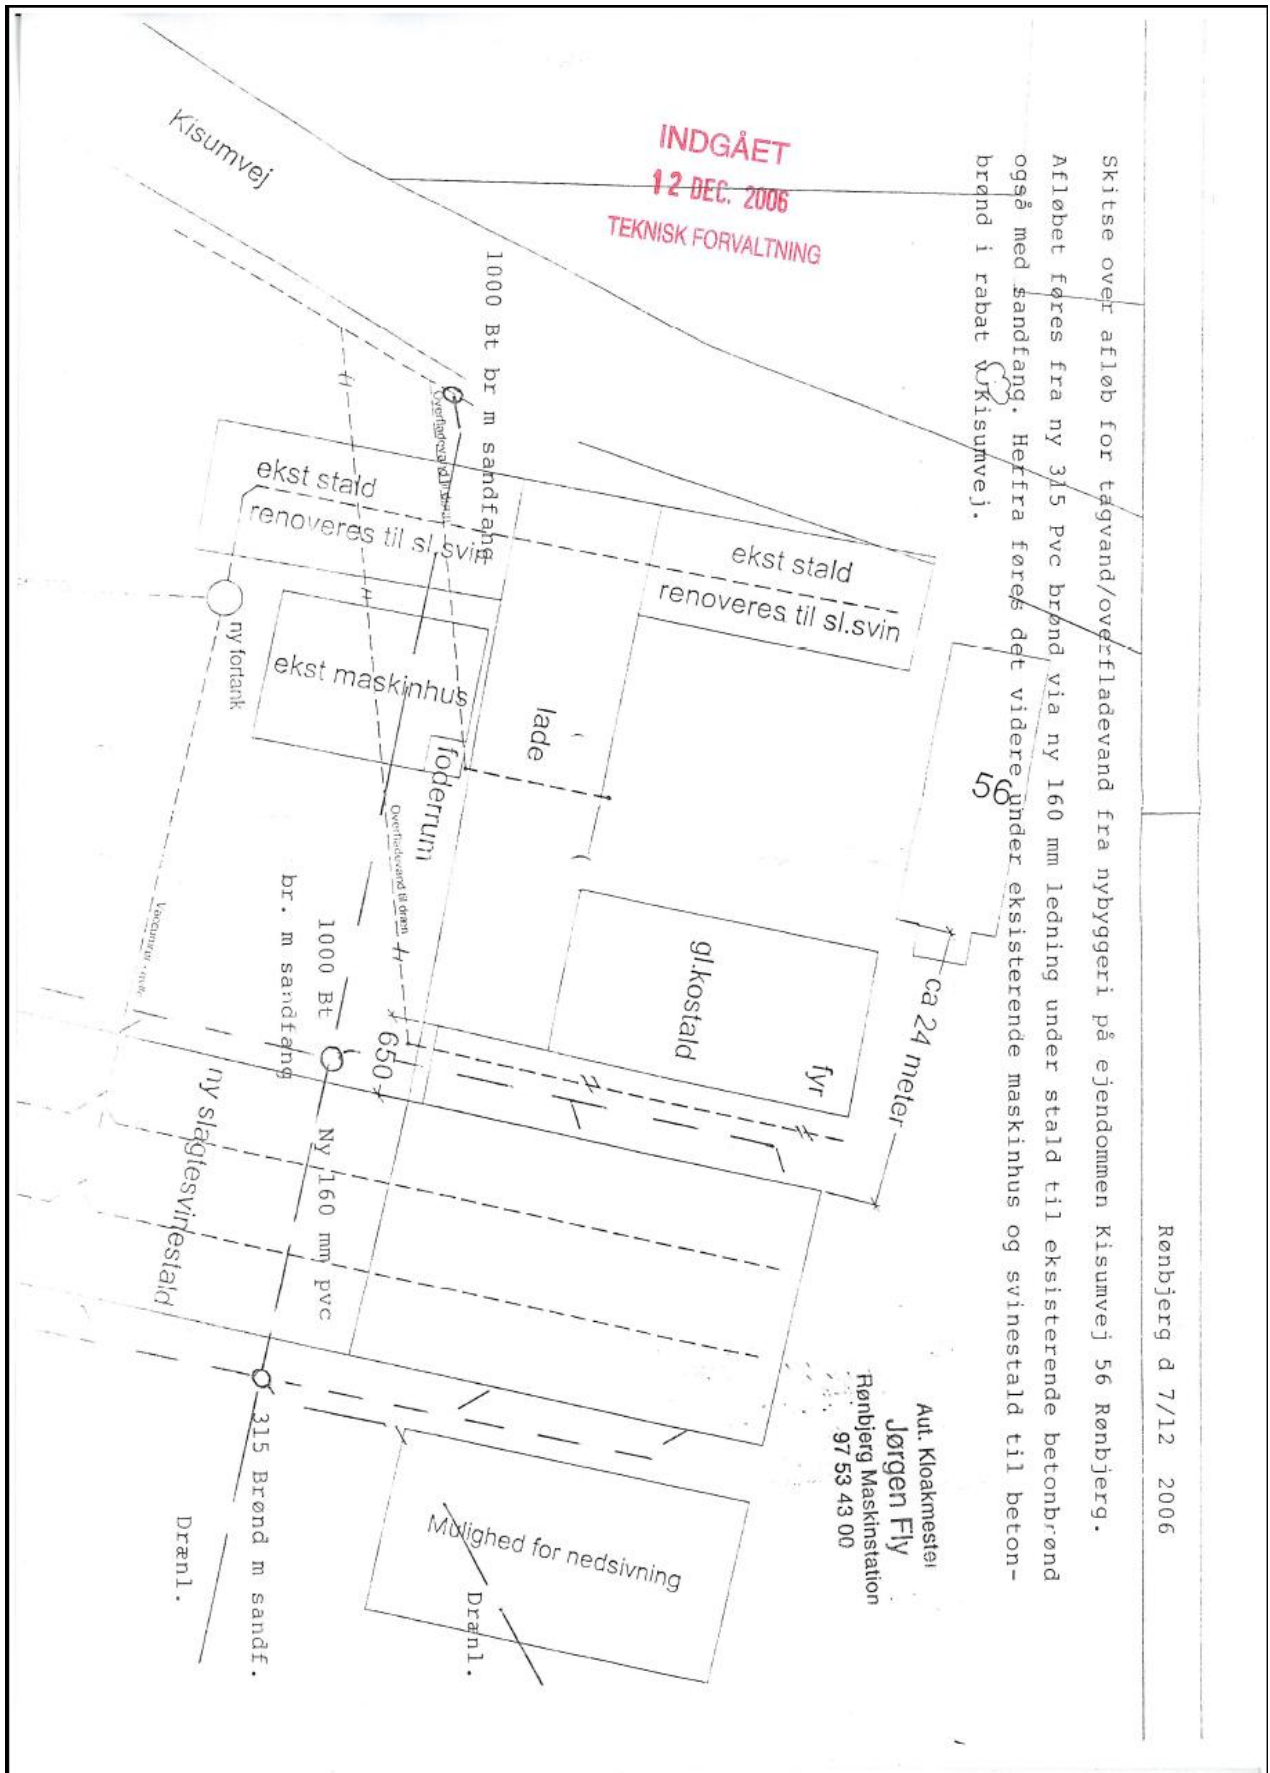 Rønbjerg d 7/12 2006
Skitse over afløb for tagvand/overfladevand fra nybyggeri på ejendommen Kisumvej 56 Rønbjerg.
Afløbet føres fra ny 315 Pvc brønd via ny 160 mm ledning under stald til eksisterende betonbrønd
også med sandfang. Herfra føres det videre under eksisterende maskinhus og svinestald til beton-
brønd i rabat v Kisumvej.
INDGÅET
12 DEC. 2006
TEKNISK FORVALTNING
Kisumvej
1000 Bt br m sandfang
Overfladevand til dræn
ekst stald
renoveres til sl.svin
ekst stald
renoveres til sl.svin
ny fortank
ekst maskinhus
foderrum
lade
56
gl.kostald
fyr
ca 24 meter
Overfladevand til dræn
1000 Bt
br. m sandfang
650
ny slagtesvinestald
Ny 160 mm pvc
315 Brønd m sandf.
Drænl.
Mulighed for nedsivning
Drænl.
Aut. Kloakmester
Jørgen Fly
Rønbjerg Maskinstation
97 53 43 00